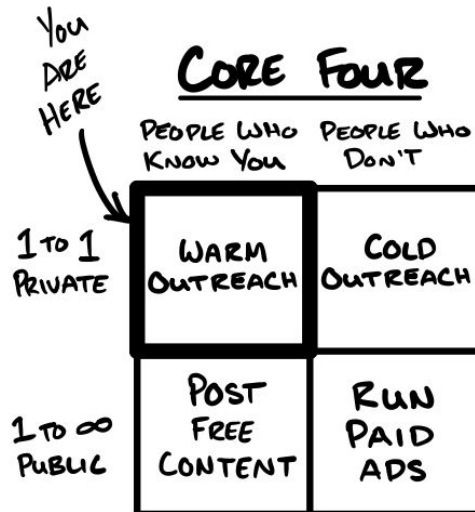 You
ARE
HERE
CORE FOUR
PEOPLE WHO
KNOW YOU
PEOPLE WHO
DON'T
1 TO 1
PRIVATE
WARM
OUTREACH
COLD
OUTREACH
1 TO ∞
PUBLIC
POST
FREE
CONTENT
RUN
PAID
ADS